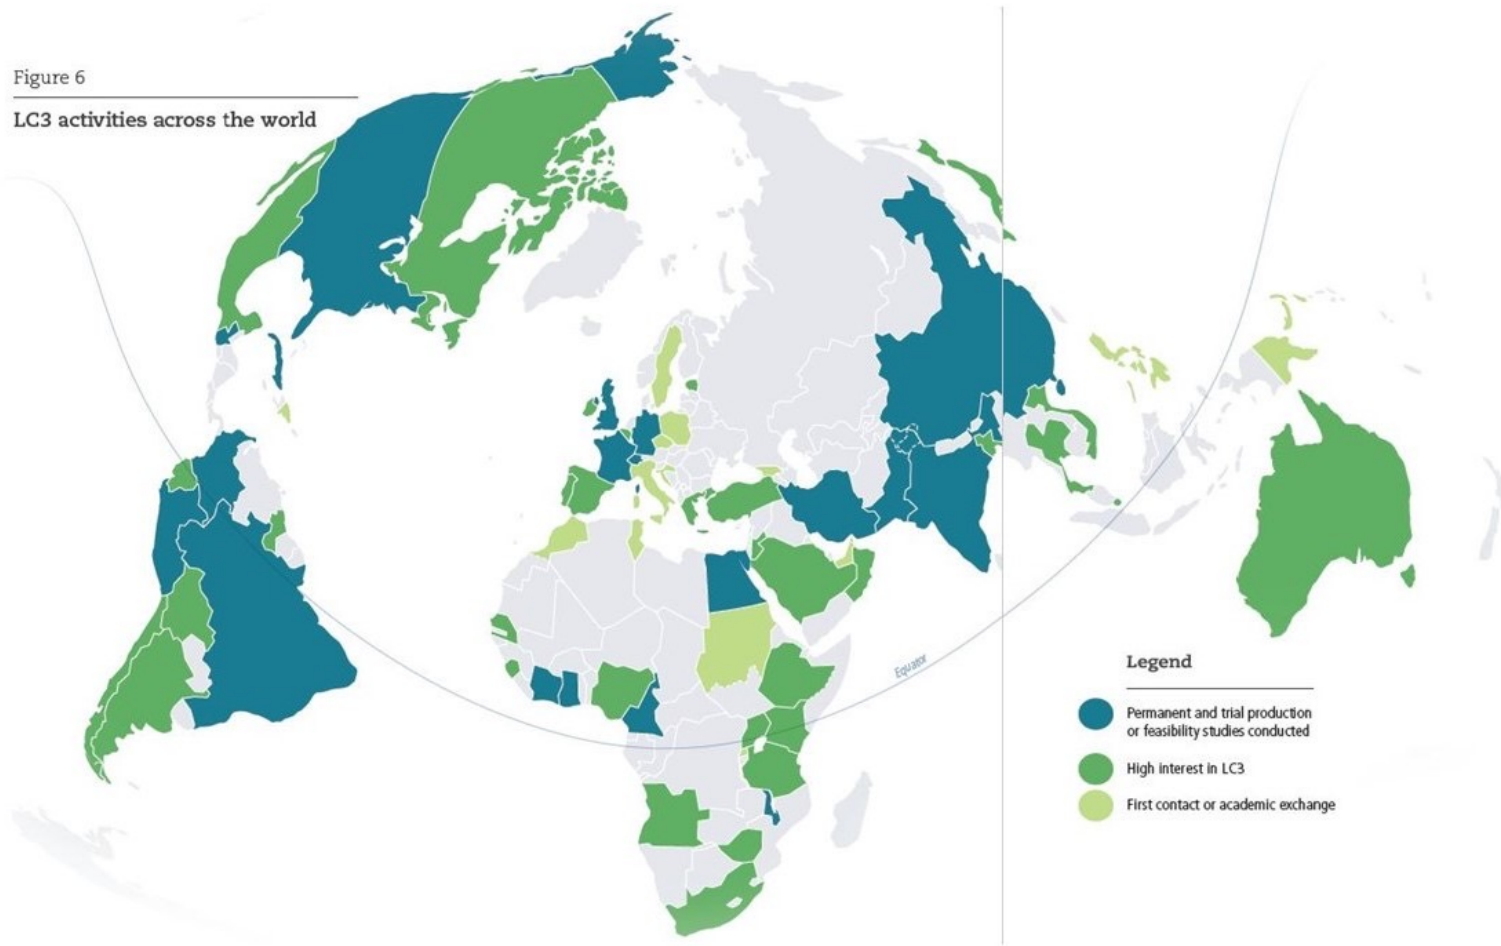 Figure 6
LC3 activities across the world
Equator
Legend
Permanent and trial production
or feasibility studies conducted
High interest in LC3
First contact or academic exchange